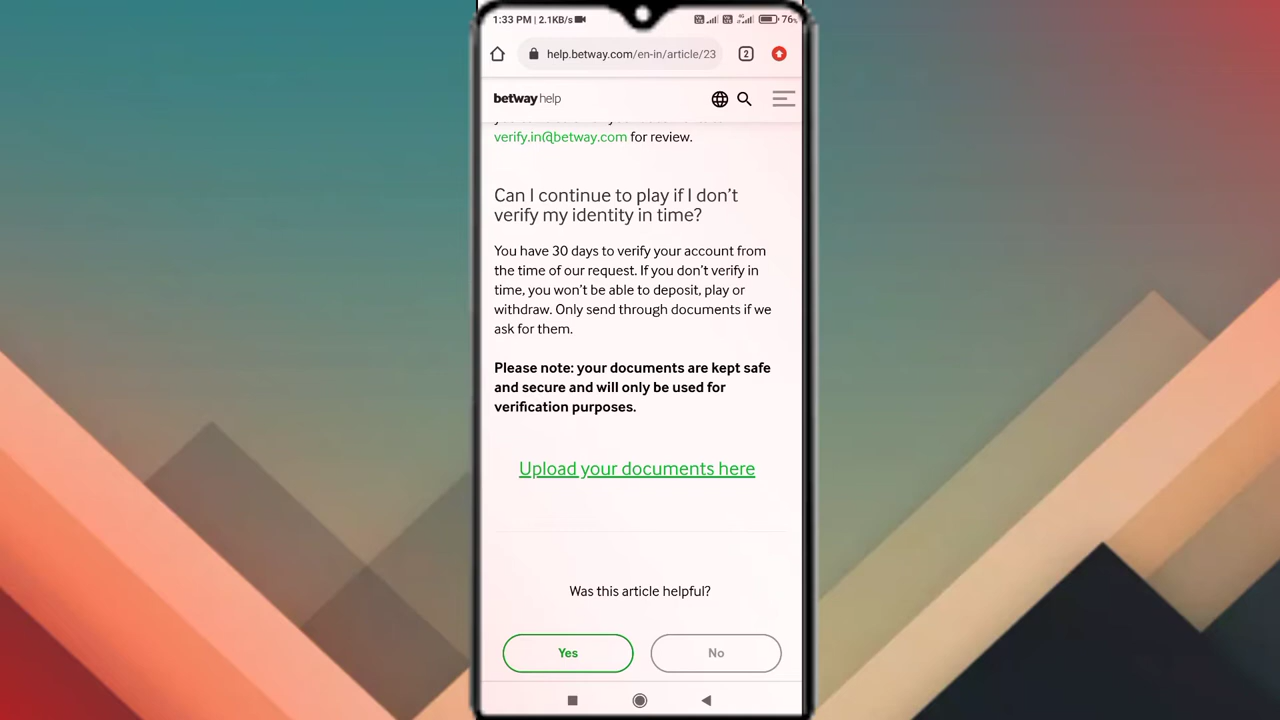 1:33 PM | 2.1KB/s
76%
help.betway.com/en-in/article/23
2
betway help
verify.in@betway.com for review.
Can I continue to play if I don't
verify my identity in time?
You have 30 days to verify your account from
the time of our request. If you don't verify in
time, you won't be able to deposit, play or
withdraw. Only send through documents if we
ask for them.
Please note: your documents are kept safe
and secure and will only be used for
verification purposes.
Upload your documents here
Was this article helpful?
Yes
No